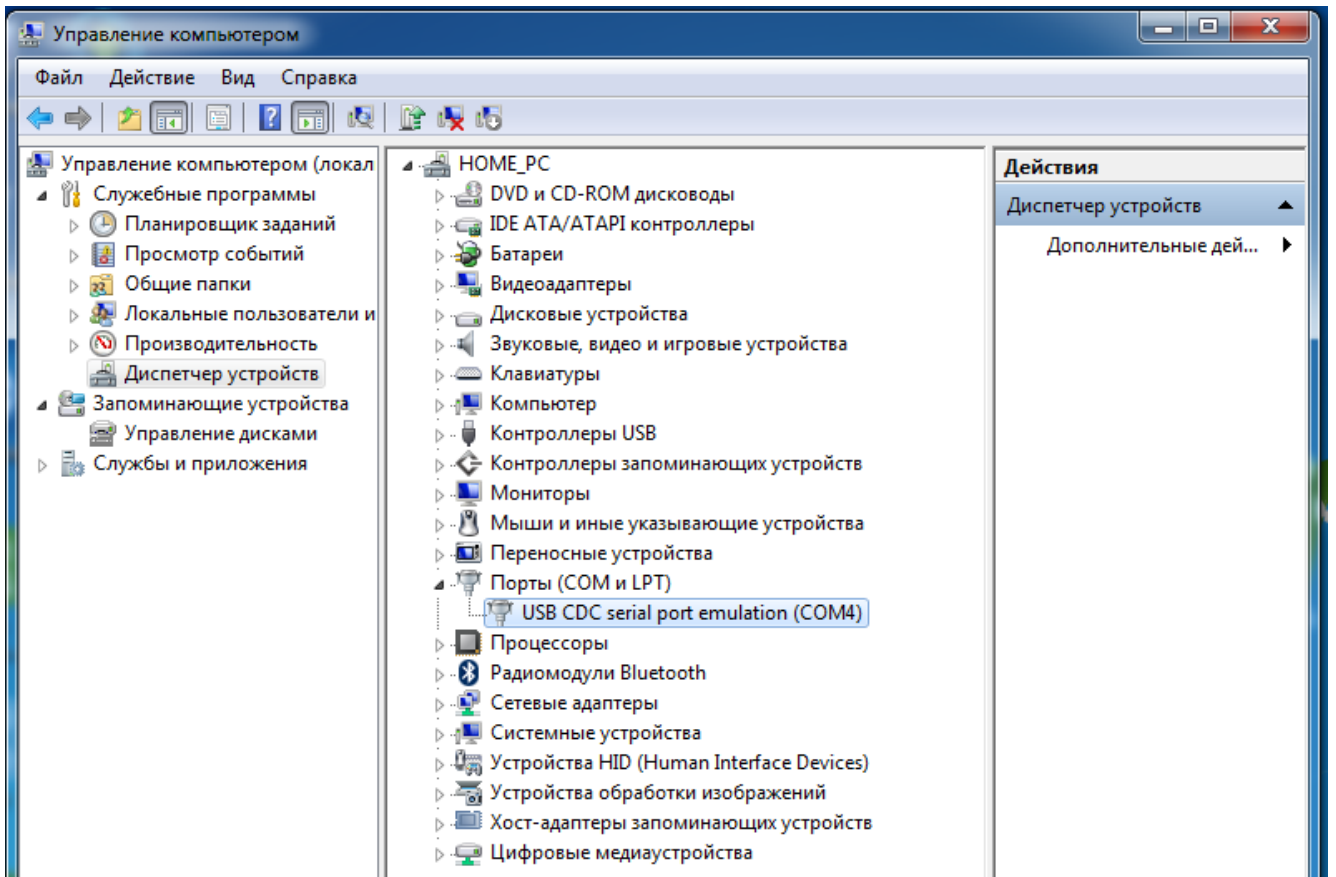 Управление компьютером
Файл Действие Вид Справка
Управление компьютером (локал
Служебные программы
Планировщик заданий
Просмотр событий
Общие папки
Локальные пользователи и
Производительность
Диспетчер устройств
Запоминающие устройства
Управление дисками
Службы и приложения
HOME_PC
DVD и CD-ROM дисководы
IDE ATA/ATAPI контроллеры
Батареи
Видеоадаптеры
Дисковые устройства
Звуковые, видео и игровые устройства
Клавиатуры
Компьютер
Контроллеры USB
Контроллеры запоминающих устройств
Мониторы
Мыши и иные указывающие устройства
Переносные устройства
Порты (COM и LPT)
USB CDC serial port emulation (COM4)
Процессоры
Радиомодули Bluetooth
Сетевые адаптеры
Системные устройства
Устройства HID (Human Interface Devices)
Устройства обработки изображений
Хост-адаптеры запоминающих устройств
Цифровые медиаустройства
Действия
Диспетчер устройств
Дополнительные дей...